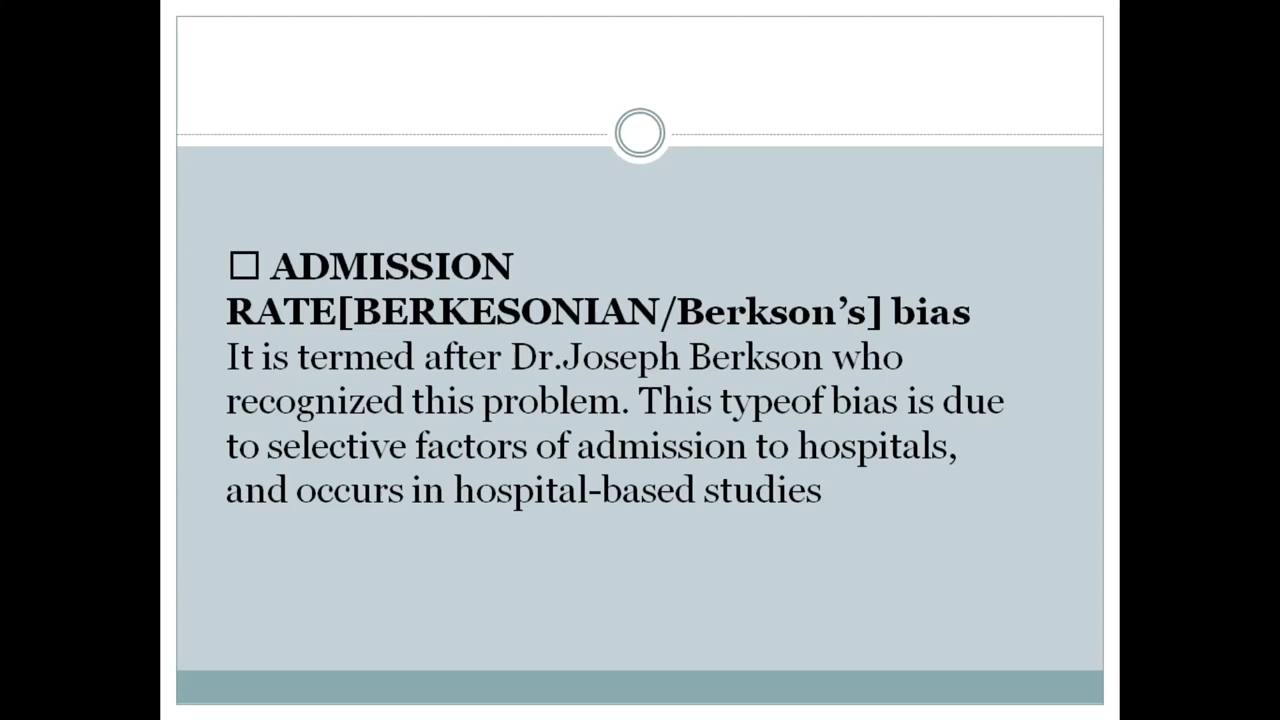 ☐ ADMISSION
RATE[BERKESONIAN/Berkson’s] bias
It is termed after Dr.Joseph Berkson who
recognized this problem. This typeof bias is due
to selective factors of admission to hospitals,
and occurs in hospital-based studies